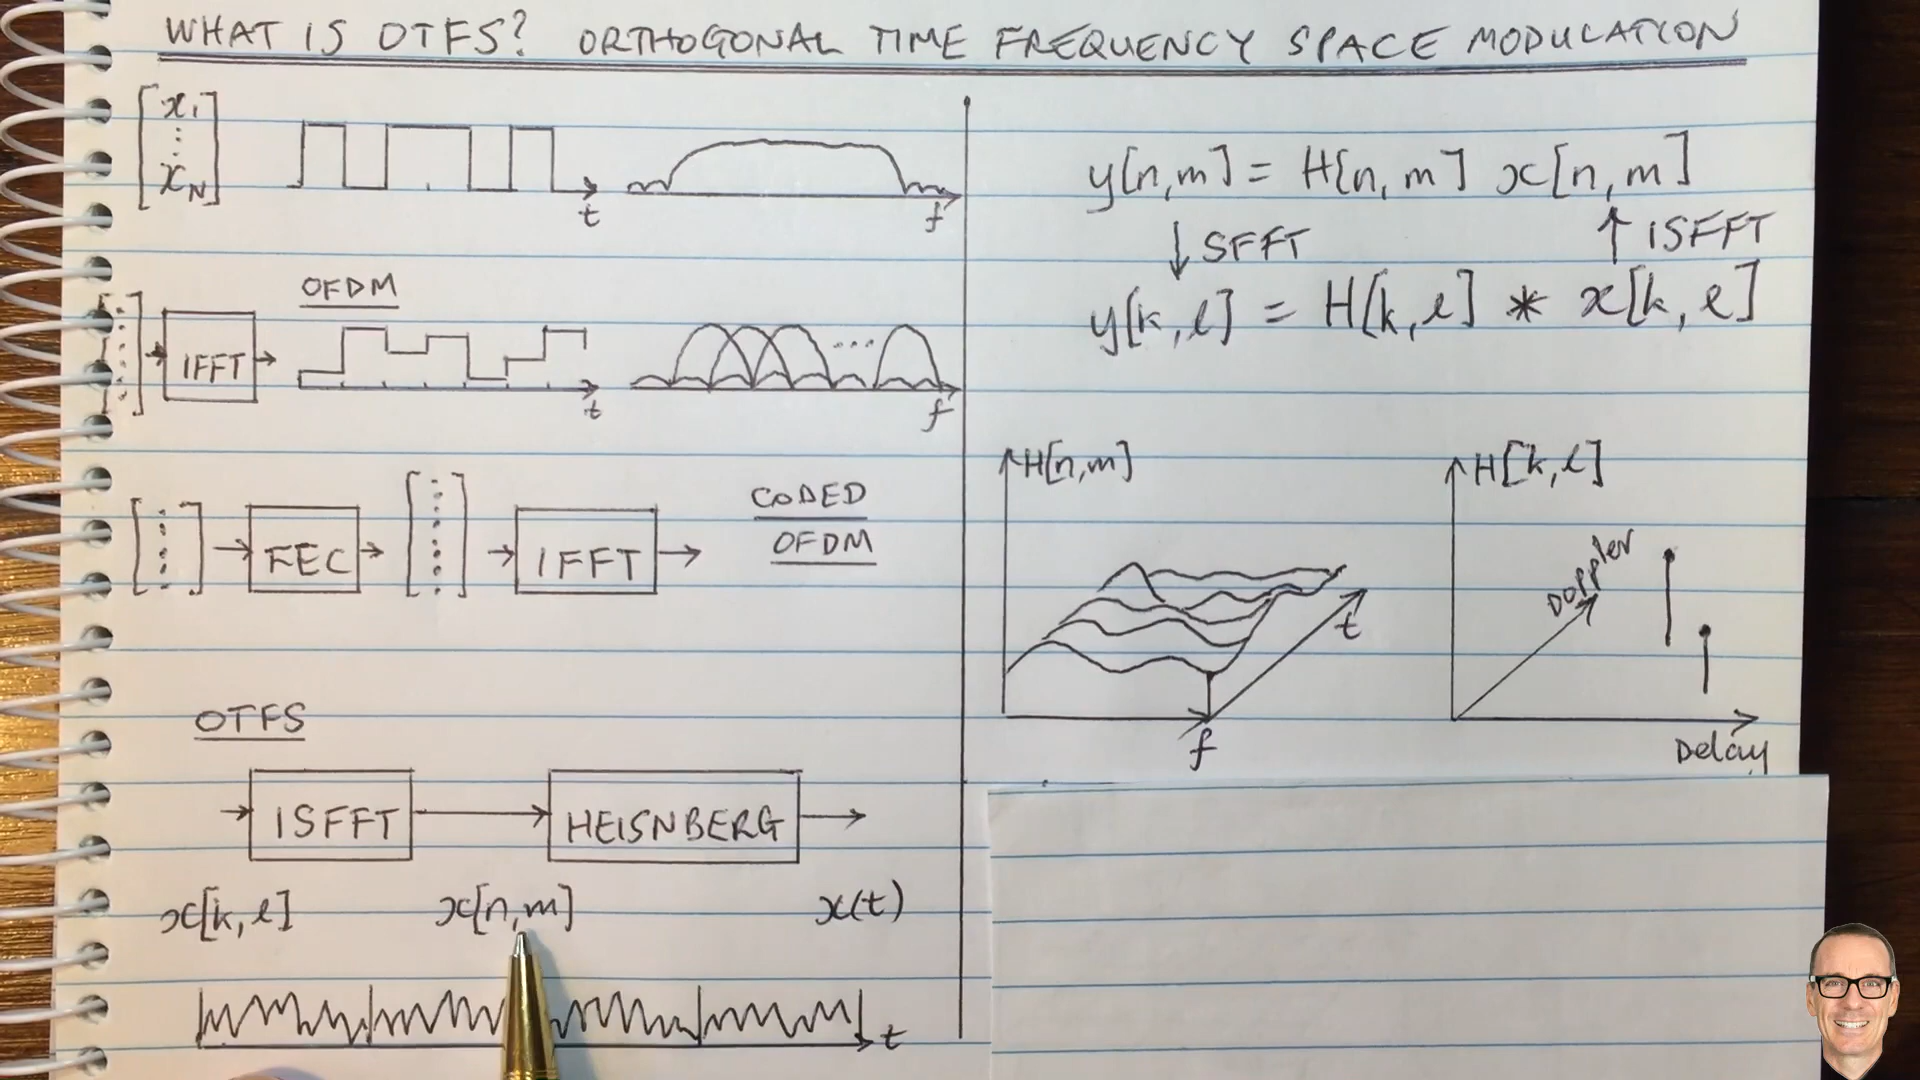 WHAT IS OTFS? ORTHOGONAL TIME FREQUENCY SPACE MODULATION
x1
⋮
xN
t
f
OFDM
IFFT
t
f
FEC
IFFT
CODED
OFDM
OTFS
ISFFT
HEISNBERG
x[k, l]
x[n,m]
x(t)
t
y[n,m] = H[n, m] x[n, m]
↓ SFFT
↑ ISFFT
y[k, l] = H[k, l] * x[k, l]
H[n,m]
t
f
H[k, l]
Doppler
Delay